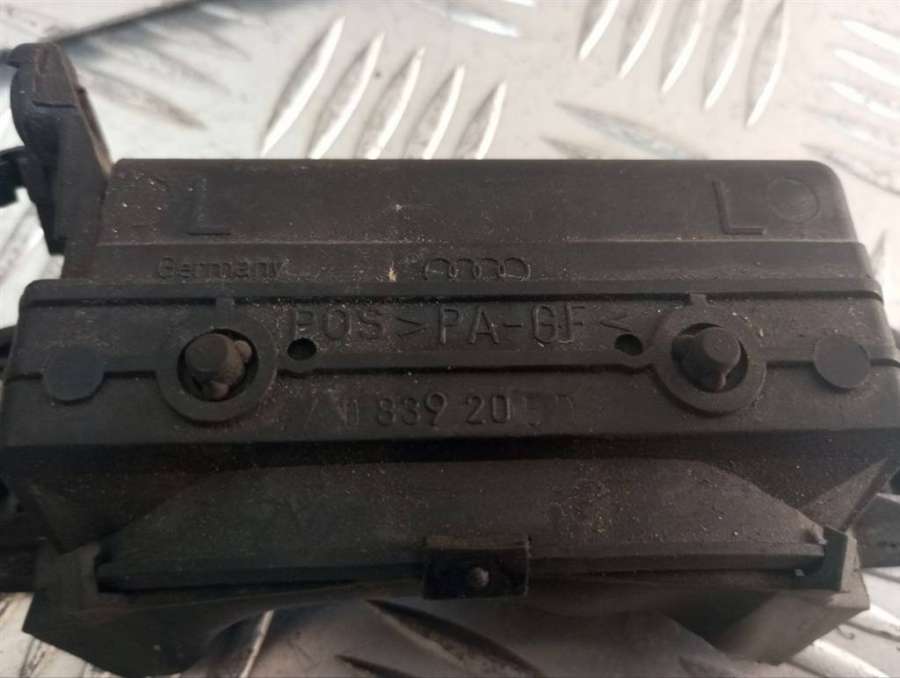 L L
Germany
POS >PA-GF<
839 20